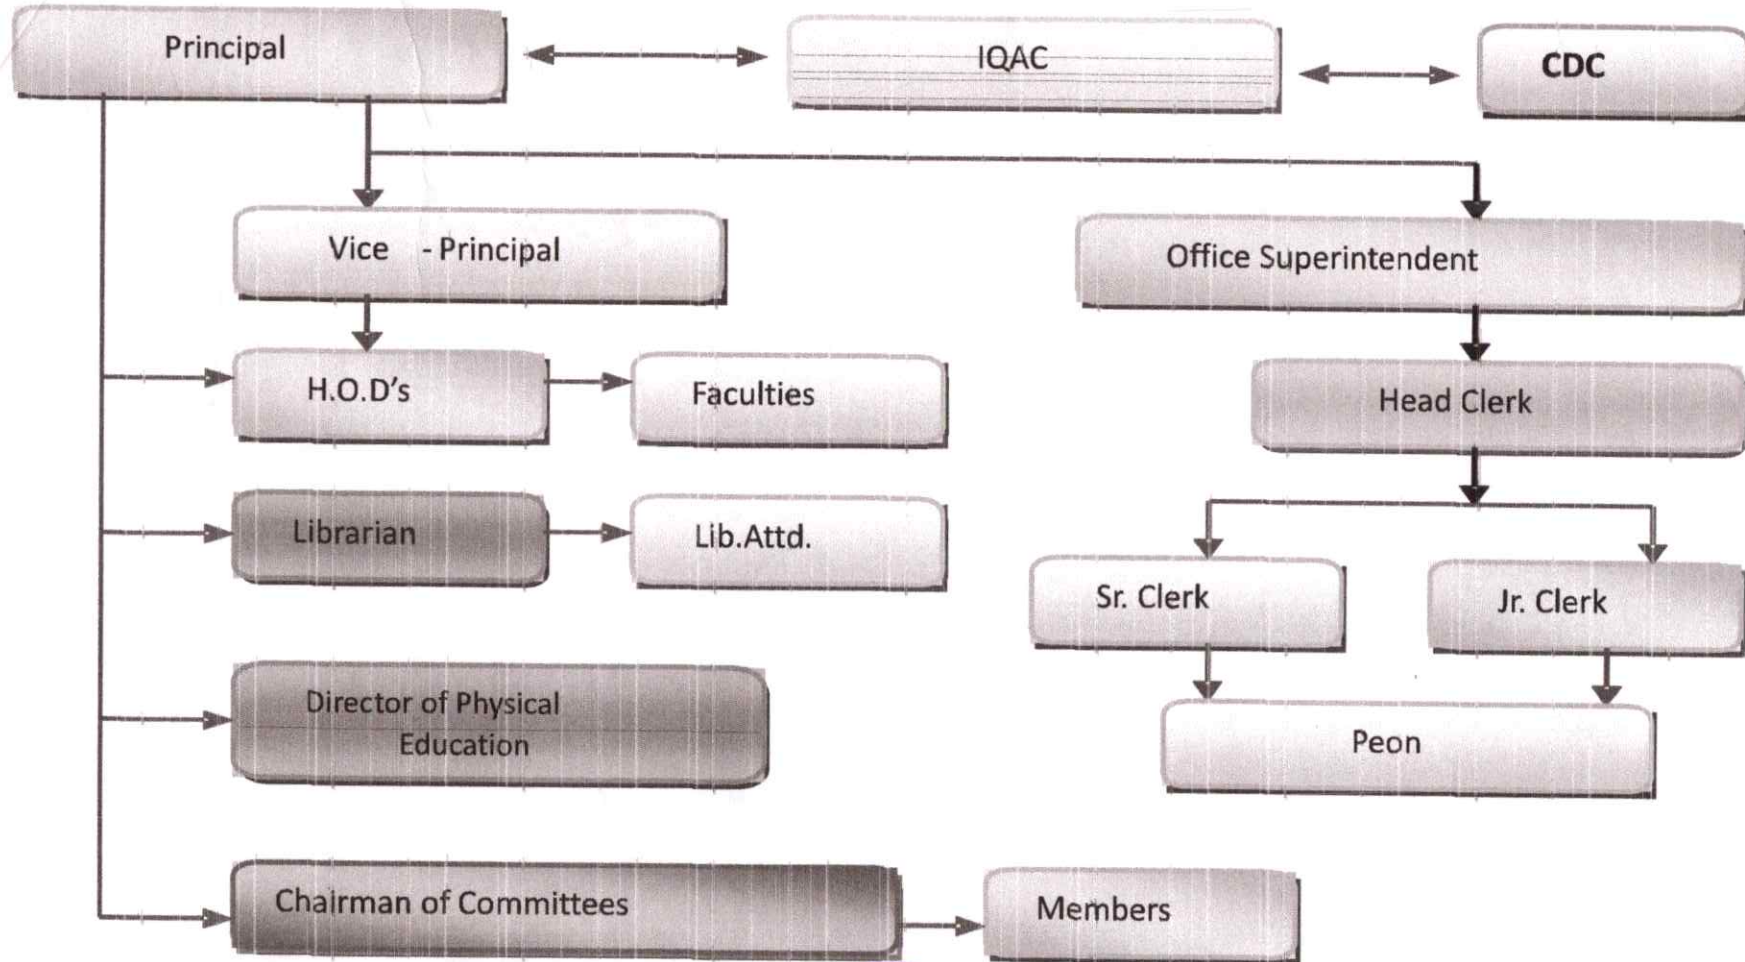 Principal
IQAC
CDC
Vice - Principal
Office Superintendent
H.O.D's
Faculties
Head Clerk
Librarian
Lib.Attd.
Sr. Clerk
Jr. Clerk
Director of Physical
Education
Peon
Chairman of Committees
Members